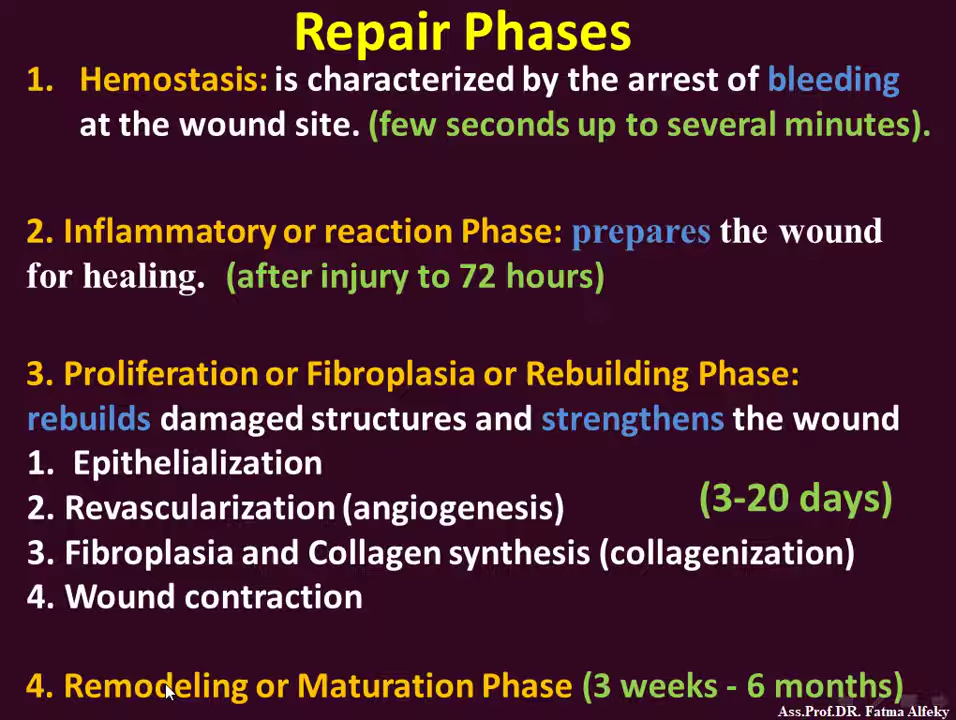 Repair Phases
1. Hemostasis: is characterized by the arrest of bleeding
at the wound site. (few seconds up to several minutes).
2. Inflammatory or reaction Phase: prepares the wound
for healing. (after injury to 72 hours)
3. Proliferation or Fibroplasia or Rebuilding Phase:
rebuilds damaged structures and strengthens the wound
1. Epithelialization
2. Revascularization (angiogenesis)
(3-20 days)
3. Fibroplasia and Collagen synthesis (collagenization)
4. Wound contraction
4. Remodeling or Maturation Phase (3 weeks - 6 months)
Ass.Prof.DR. Fatma Alfeky